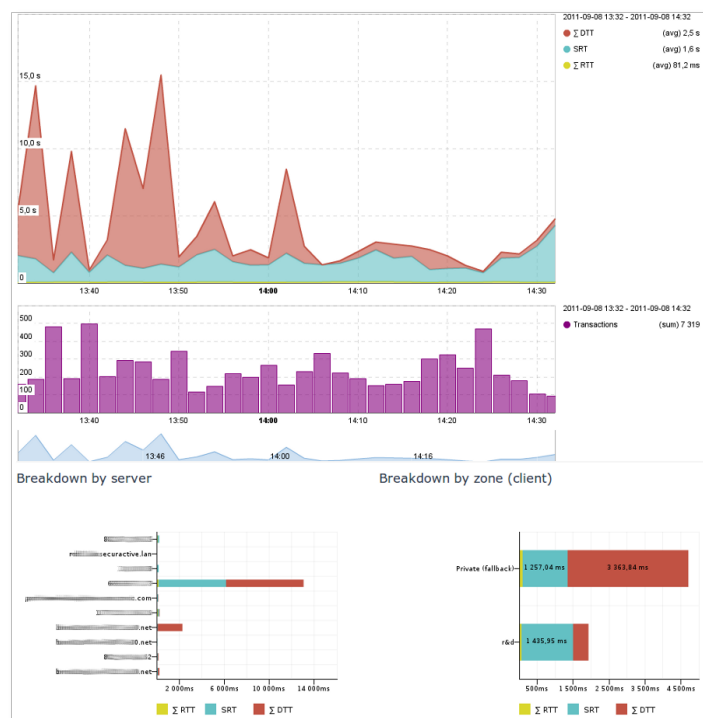 2011-09-08 13:32 - 2011-09-08 14:32
Σ DTT (avg) 2,5 s
SRT (avg) 1,6 s
Σ RTT (avg) 81,2 ms
15,0 s
10,0 s
5,0 s
0
13:40 13:50 14:00 14:10 14:20 14:30
2011-09-08 13:32 - 2011-09-08 14:32
Transactions (sum) 7 319
500
400
300
200
100
0
13:40 13:50 14:00 14:10 14:20 14:30
13:46 14:00 14:16
Breakdown by server Breakdown by zone (client)
securactive.lan
.com
.net
.net
.net
2 000ms 6 000ms 10 000ms 14 000ms
Σ RTT SRT Σ DTT
Private (fallback) 1 257,04 ms 3 363,84 ms
r&d 1 435,95 ms
500ms 1 500ms 2 500ms 3 500ms 4 500ms
Σ RTT SRT Σ DTT